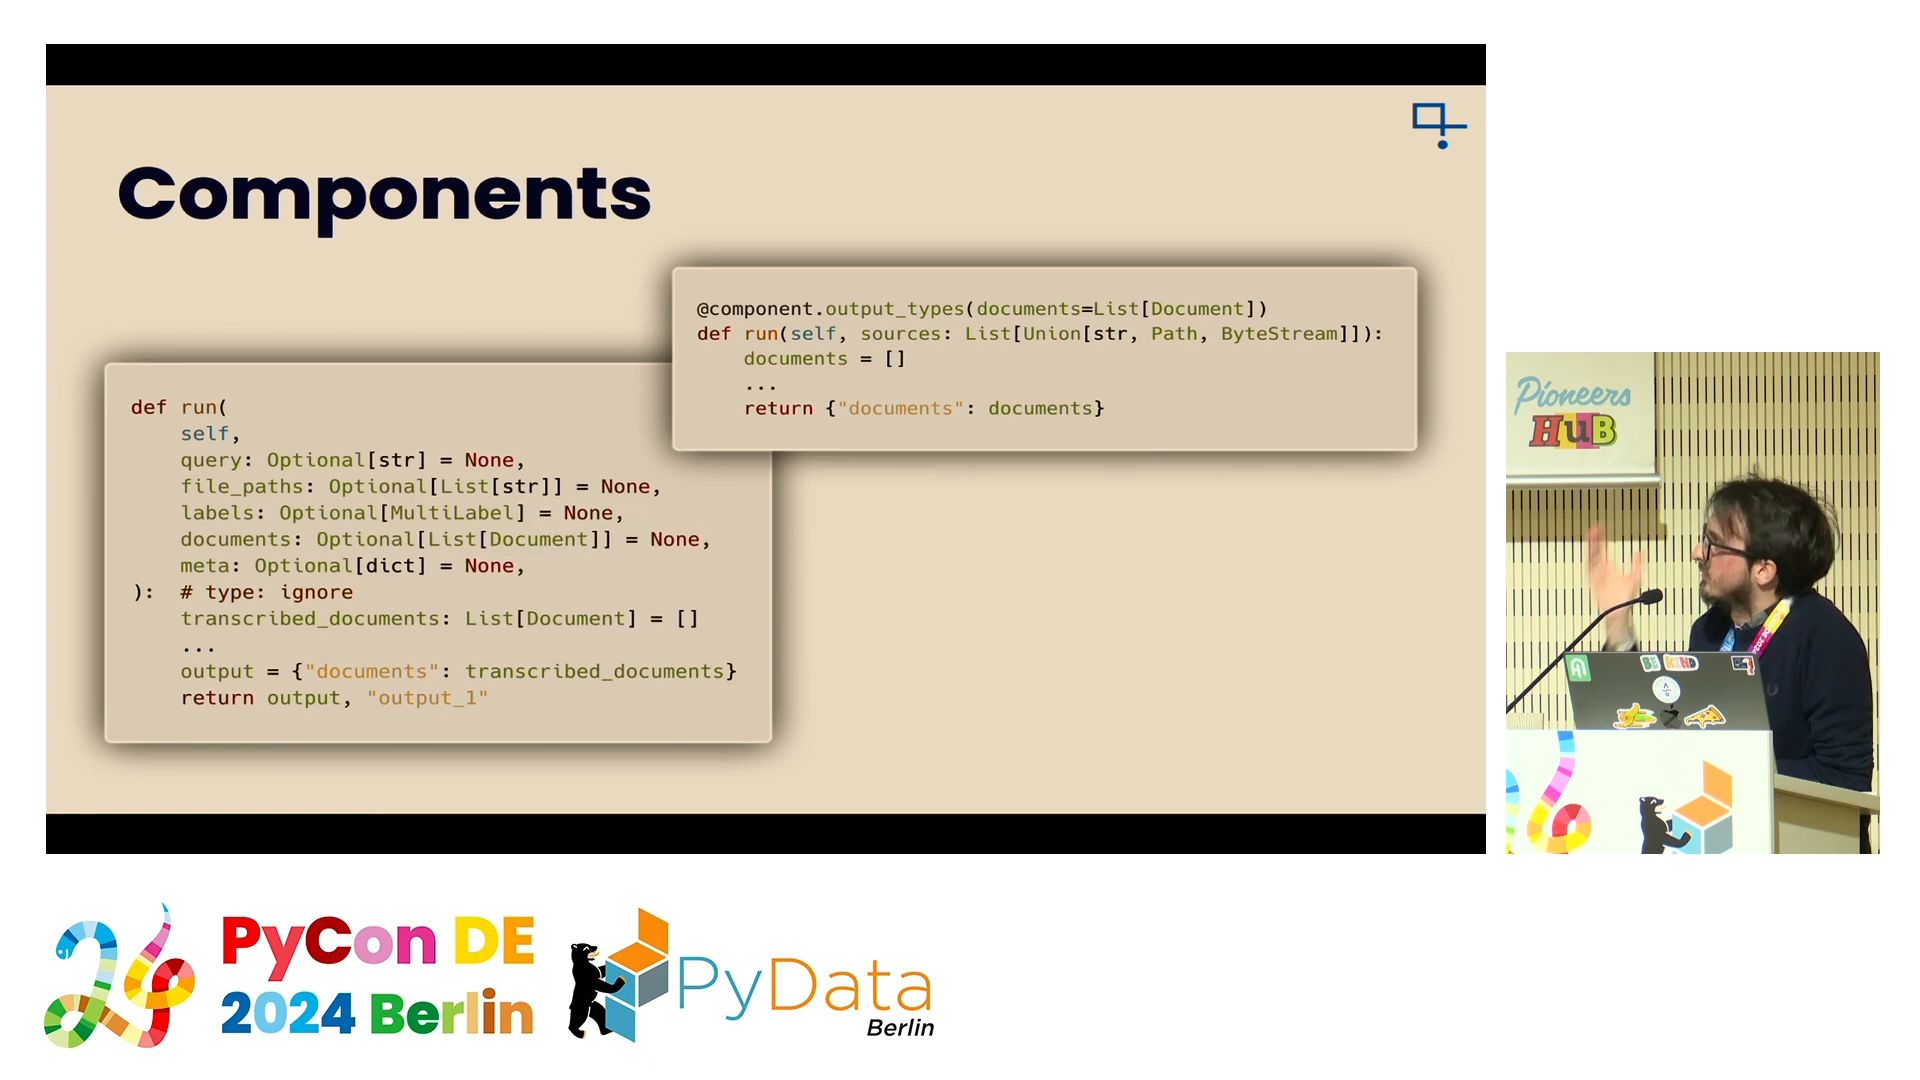 Components
@component.output_types(documents=List[Document])
def run(self, sources: List[Union[str, Path, ByteStream]]):
    documents = []
    ...
    return {"documents": documents}
def run(
    self,
    query: Optional[str] = None,
    file_paths: Optional[List[str]] = None,
    labels: Optional[MultiLabel] = None,
    documents: Optional[List[Document]] = None,
    meta: Optional[dict] = None,
):  # type: ignore
    transcribed_documents: List[Document] = []
    ...
    output = {"documents": transcribed_documents}
    return output, "output_1"
Pioneers
HuB
BE KIND
PyCon DE
2024 Berlin
PyData
Berlin